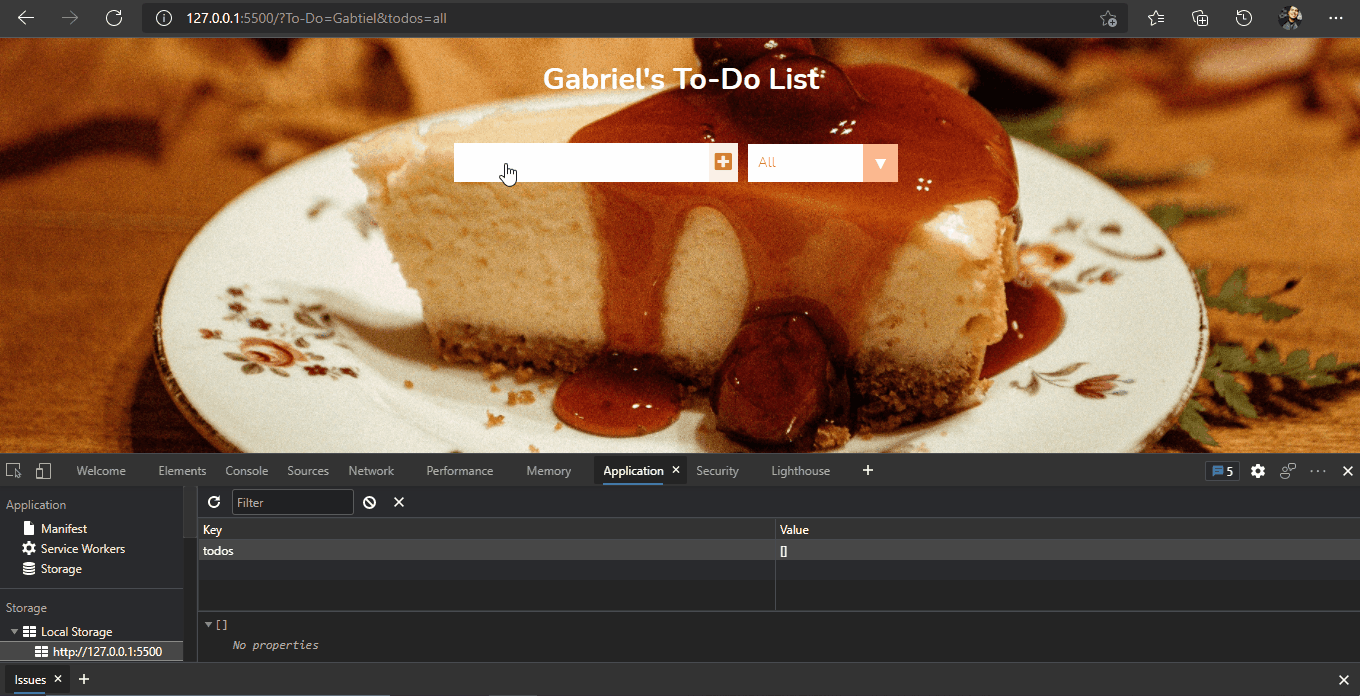 127.0.0.1:5500/?To-Do=Gabtiel&todos=all
Gabriel's To-Do List
All
Welcome Elements Console Sources Network Performance Memory Application Security Lighthouse 5
Application
Filter
Key Value
Manifest
todos []
Service Workers
Storage
Storage
Local Storage
[]
http://127.0.0.1:5500
No properties
Issues